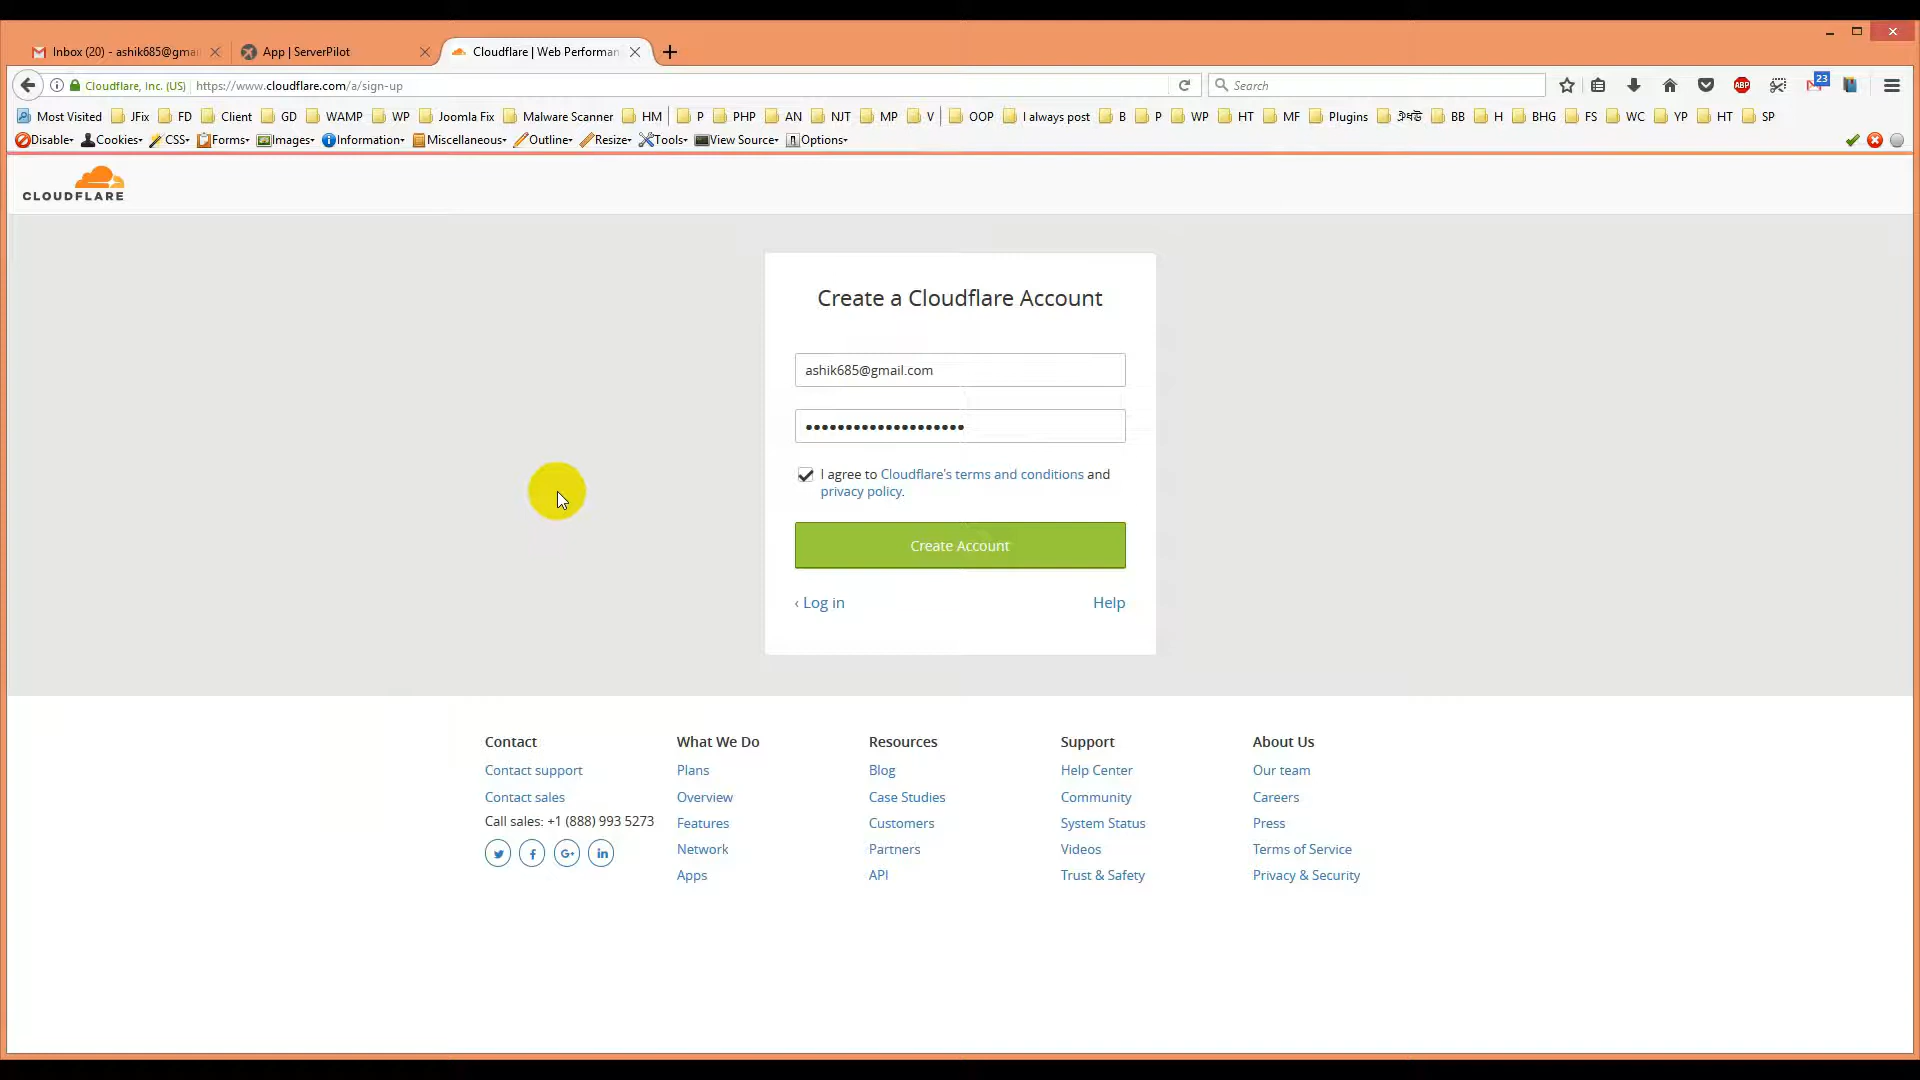 Inbox (20) - ashik685@gmai
App | ServerPilot
Cloudflare | Web Performan
Cloudflare, Inc. (US)
https://www.cloudflare.com/a/sign-up
Search
23
Most Visited JFix FD Client GD WAMP WP Joomla Fix Malware Scanner HM P PHP AN NJT MP V OOP I always post B P WP HT MF Plugins BB H BHG FS WC YP HT SP
Disable Cookies CSS Forms Images Information Miscellaneous Outline Resize Tools View Source Options
CLOUDFLARE
Create a Cloudflare Account
ashik685@gmail.com
I agree to Cloudflare's terms and conditions and
privacy policy.
Create Account
‹ Log in
Help
Contact
Contact support
Contact sales
Call sales: +1 (888) 993 5273
What We Do
Plans
Overview
Features
Network
Apps
Resources
Blog
Case Studies
Customers
Partners
API
Support
Help Center
Community
System Status
Videos
Trust & Safety
About Us
Our team
Careers
Press
Terms of Service
Privacy & Security